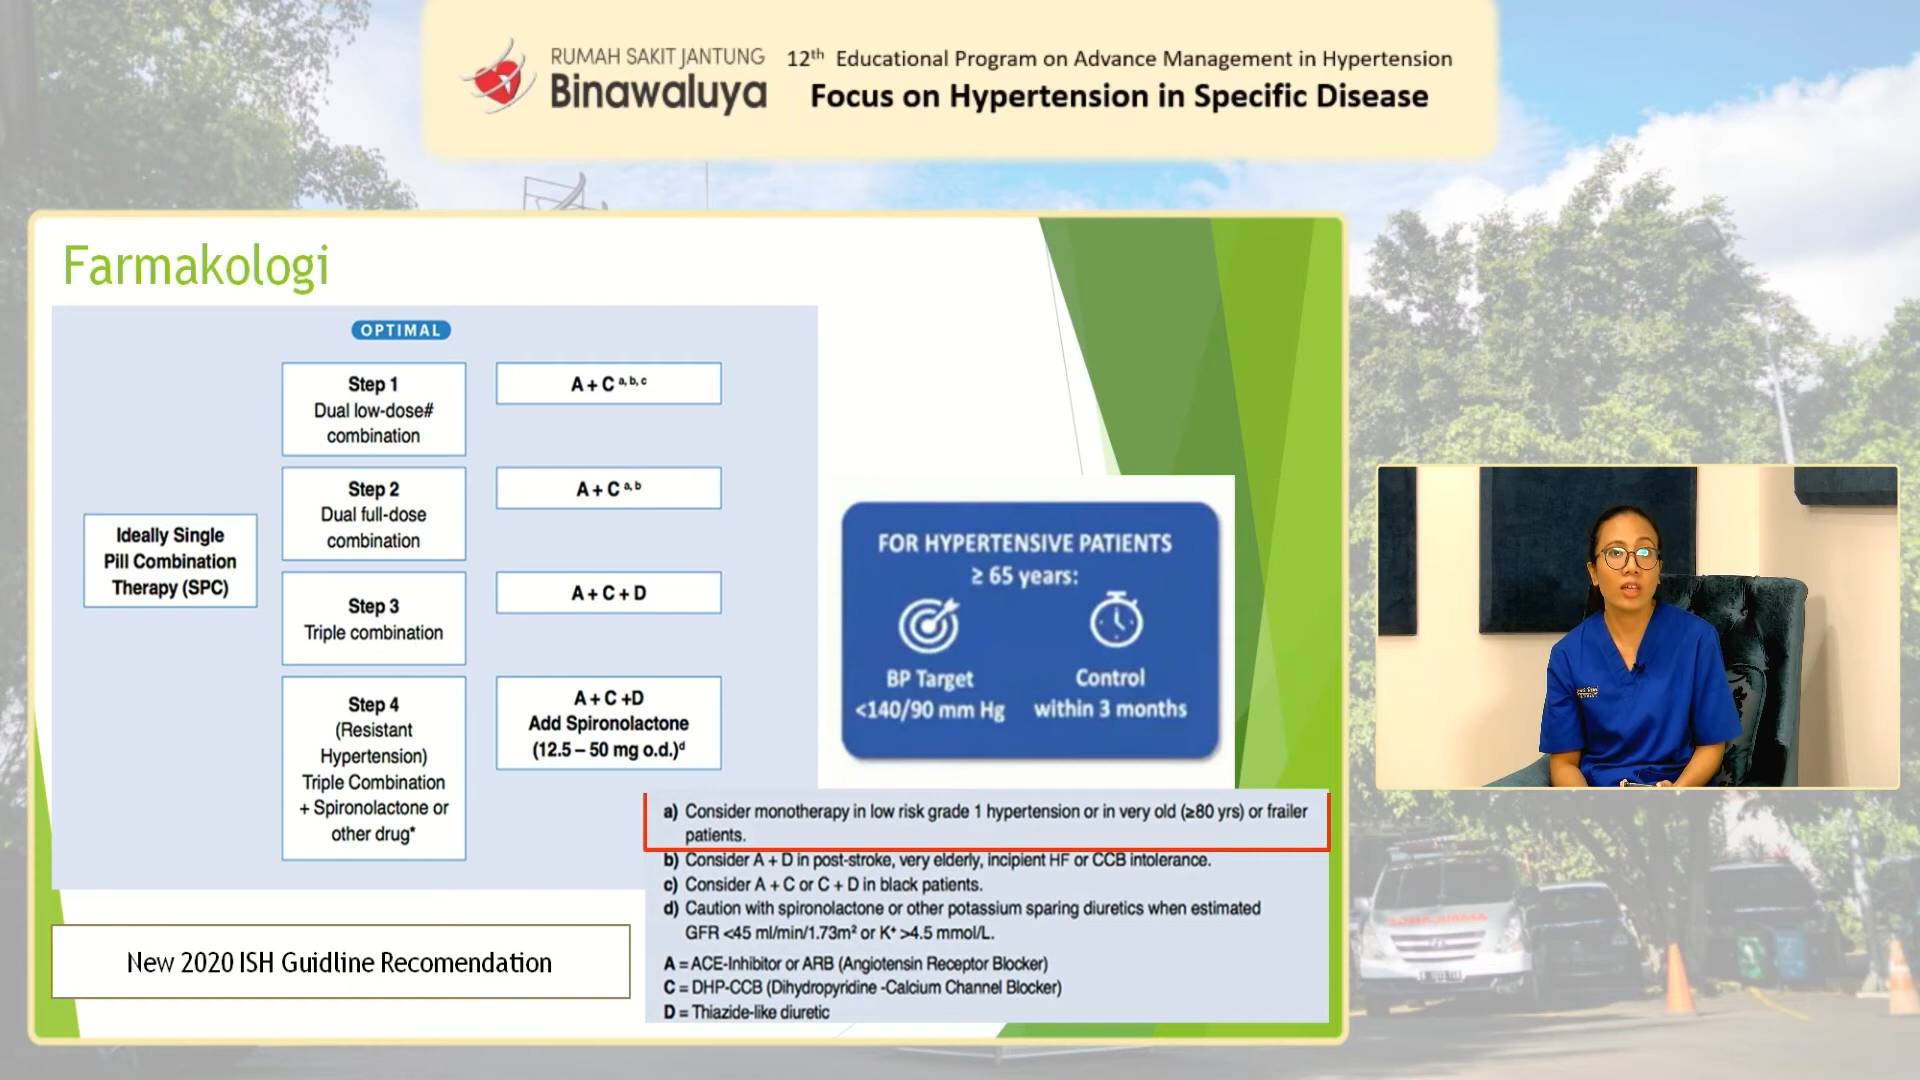 RUMAH SAKIT JANTUNG
Binawaluya
12th Educational Program on Advance Management in Hypertension
Focus on Hypertension in Specific Disease
Farmakologi
OPTIMAL
Ideally Single
Pill Combination
Therapy (SPC)
Step 1
Dual low-dose#
combination
A + C a, b, c
Step 2
Dual full-dose
combination
A + C a, b
Step 3
Triple combination
A + C + D
Step 4
(Resistant
Hypertension)
Triple Combination
+ Spironolactone or
other drug*
A + C +D
Add Spironolactone
(12.5 – 50 mg o.d.)d
FOR HYPERTENSIVE PATIENTS
≥ 65 years:
BP Target
<140/90 mm Hg
Control
within 3 months
a) Consider monotherapy in low risk grade 1 hypertension or in very old (≥80 yrs) or frailer
patients.
b) Consider A + D in post-stroke, very elderly, incipient HF or CCB intolerance.
c) Consider A + C or C + D in black patients.
d) Caution with spironolactone or other potassium sparing diuretics when estimated
GFR <45 ml/min/1.73m² or K+ >4.5 mmol/L.
A = ACE-Inhibitor or ARB (Angiotensin Receptor Blocker)
C = DHP-CCB (Dihydropyridine -Calcium Channel Blocker)
D = Thiazide-like diuretic
New 2020 ISH Guidline Recomendation